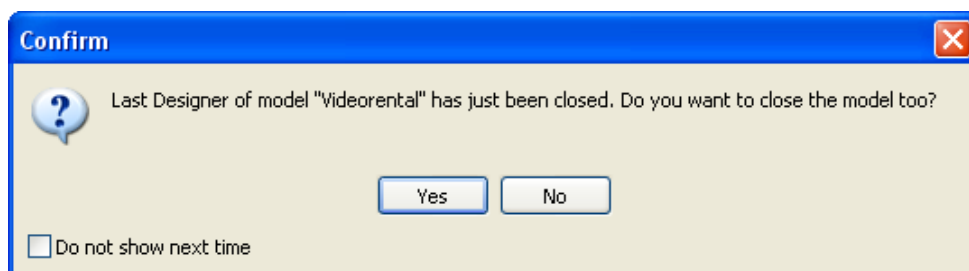 Confirm
Last Designer of model "Videorental" has just been closed. Do you want to close the model too?
Yes No
Do not show next time